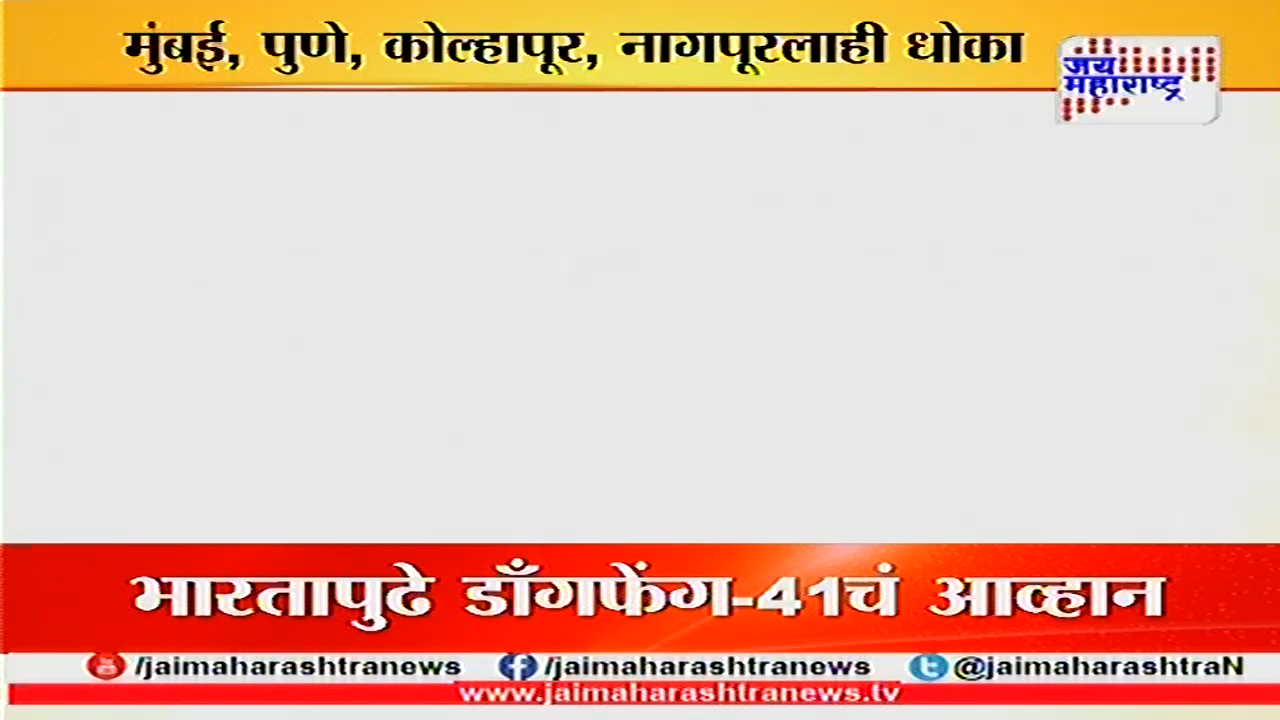 मुंबई, पुणे, कोल्हापूर, नागपूरलाही धोका
जय
महाराष्ट्र
भारतापुढे डाँगफेंग-41चं आव्हान
/jaimaharashtranews /jaimaharashtranews @jaimaharashtraN
www.jaimaharashtranews.tv